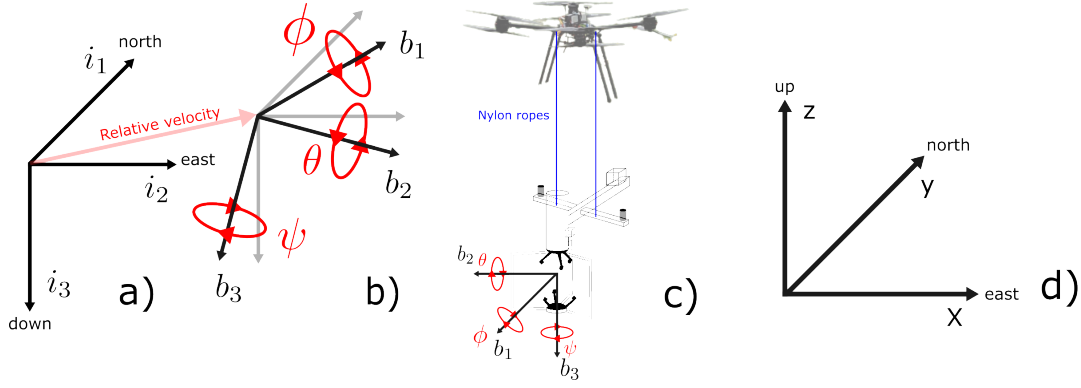 north
i₁
Relative velocity
east
i₂
i₃
down
a)
ϕ
b₁
θ
b₂
ψ
b₃
b)
Nylon ropes
b₂ θ
ϕ
b₁
ψ
b₃
c)
up
z
north
y
east
X
d)